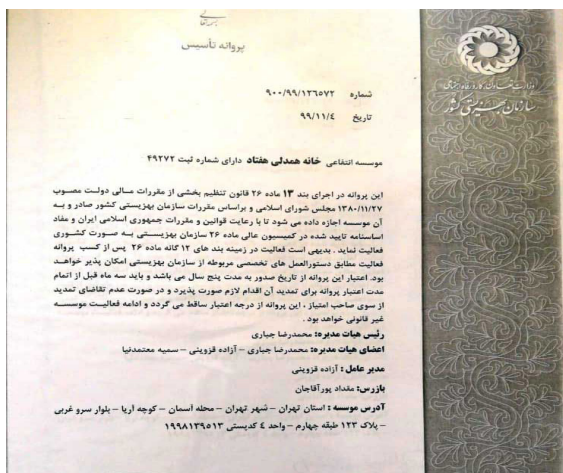 بسمه تعالی
پروانه تأسیس
شماره ۹۰۰/۹۹/۱۳۶۵۷۲
تاریخ ۹۹/۱۱/٤
وزارت تعاون، کار و رفاه اجتماعی
سازمان بهزیستی کشور
موسسه انتفاعی خانه همدلی هفتاد دارای شماره ثبت ۴۹۲۷۲
این پروانه در اجرای بند ۱۳ ماده ۲۶ قانون تنظیم بخشی از مقررات مالی دولت مصوب
۱۳۸۰/۱۱/۲۷ مجلس شورای اسلامی و براساس مقررات سازمان بهزیستی کشور صادر و به
آن موسسه اجازه داده می شود تا با رعایت قوانین و مقررات جمهوری اسلامی ایران و مفاد
اساسنامه تایید شده در کمیسیون عالی ماده ۲۶ سازمان بهزیستی به صورت کشوری
فعالیت نماید . بدیهی است فعالیت در زمینه بند های ۱۲ گانه ماده ۲۶ پس از کسب پروانه
فعالیت مطابق دستورالعمل های تخصصی مربوطه از سازمان بهزیستی امکان پذیر خواهد
بود. اعتبار این پروانه از تاریخ صدور به مدت پنج سال می باشد و باید سه ماه قبل از اتمام
مدت اعتبار پروانه برای تمدید آن اقدام لازم صورت پذیرد و در صورت عدم تقاضای تمدید
از سوی صاحب امتیاز ، این پروانه از درجه اعتبار ساقط می گردد و ادامه فعالیت موسسه
غیر قانونی خواهد بود .
رئیس هیات مدیره: محمدرضا جباری
اعضای هیات مدیره: محمدرضا جباری – آزاده قزوینی – سمیه معتمدنیا
مدیر عامل : آزاده قزوینی
بازرس: مقداد پورآقاجان
آدرس موسسه : استان تهران – شهر تهران – محله آسمان – کوچه آریا – بلوار سرو غربی
– پلاک ۱۲۳ طبقه چهارم – واحد ٤ کدپستی ۱۹۹۸۱۳۹۵۱۳